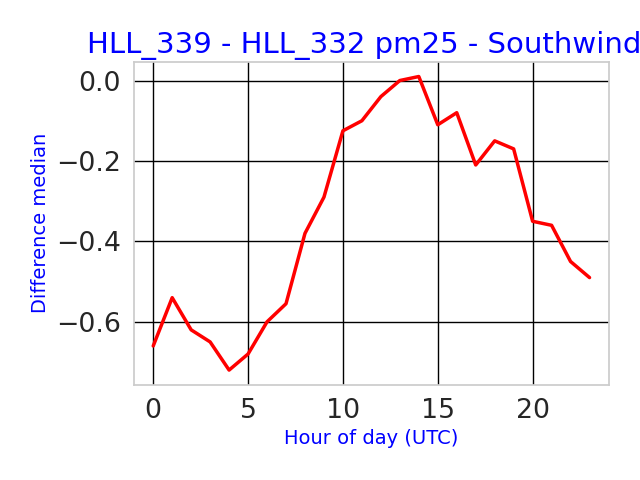 HLL_339 - HLL_332 pm25 - Southwind
0.0
−0.2
−0.4
−0.6
Difference median
0 5 10 15 20
Hour of day (UTC)